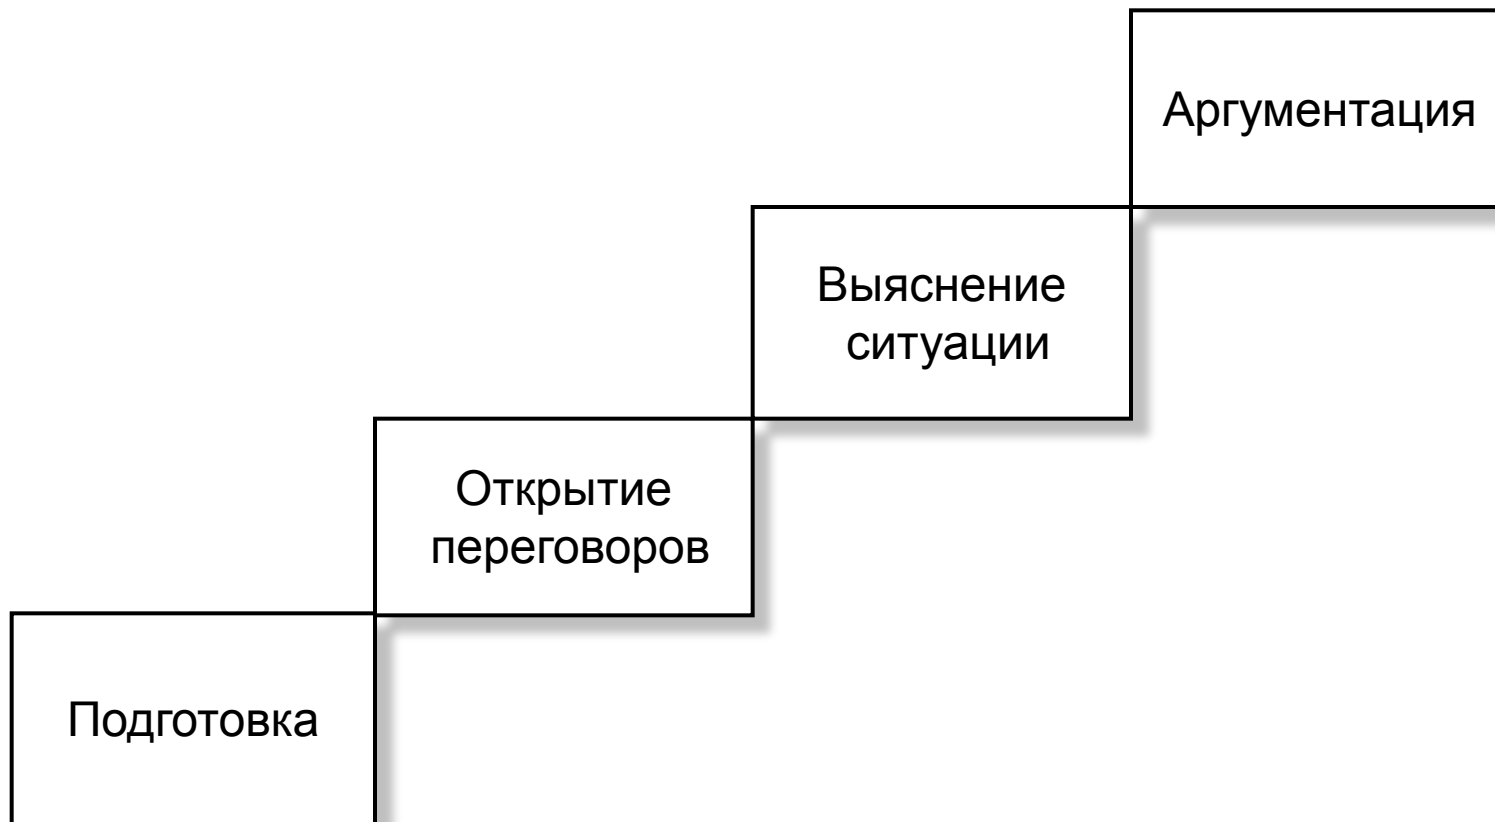 Аргументация
Выяснение
ситуации
Открытие
переговоров
Подготовка